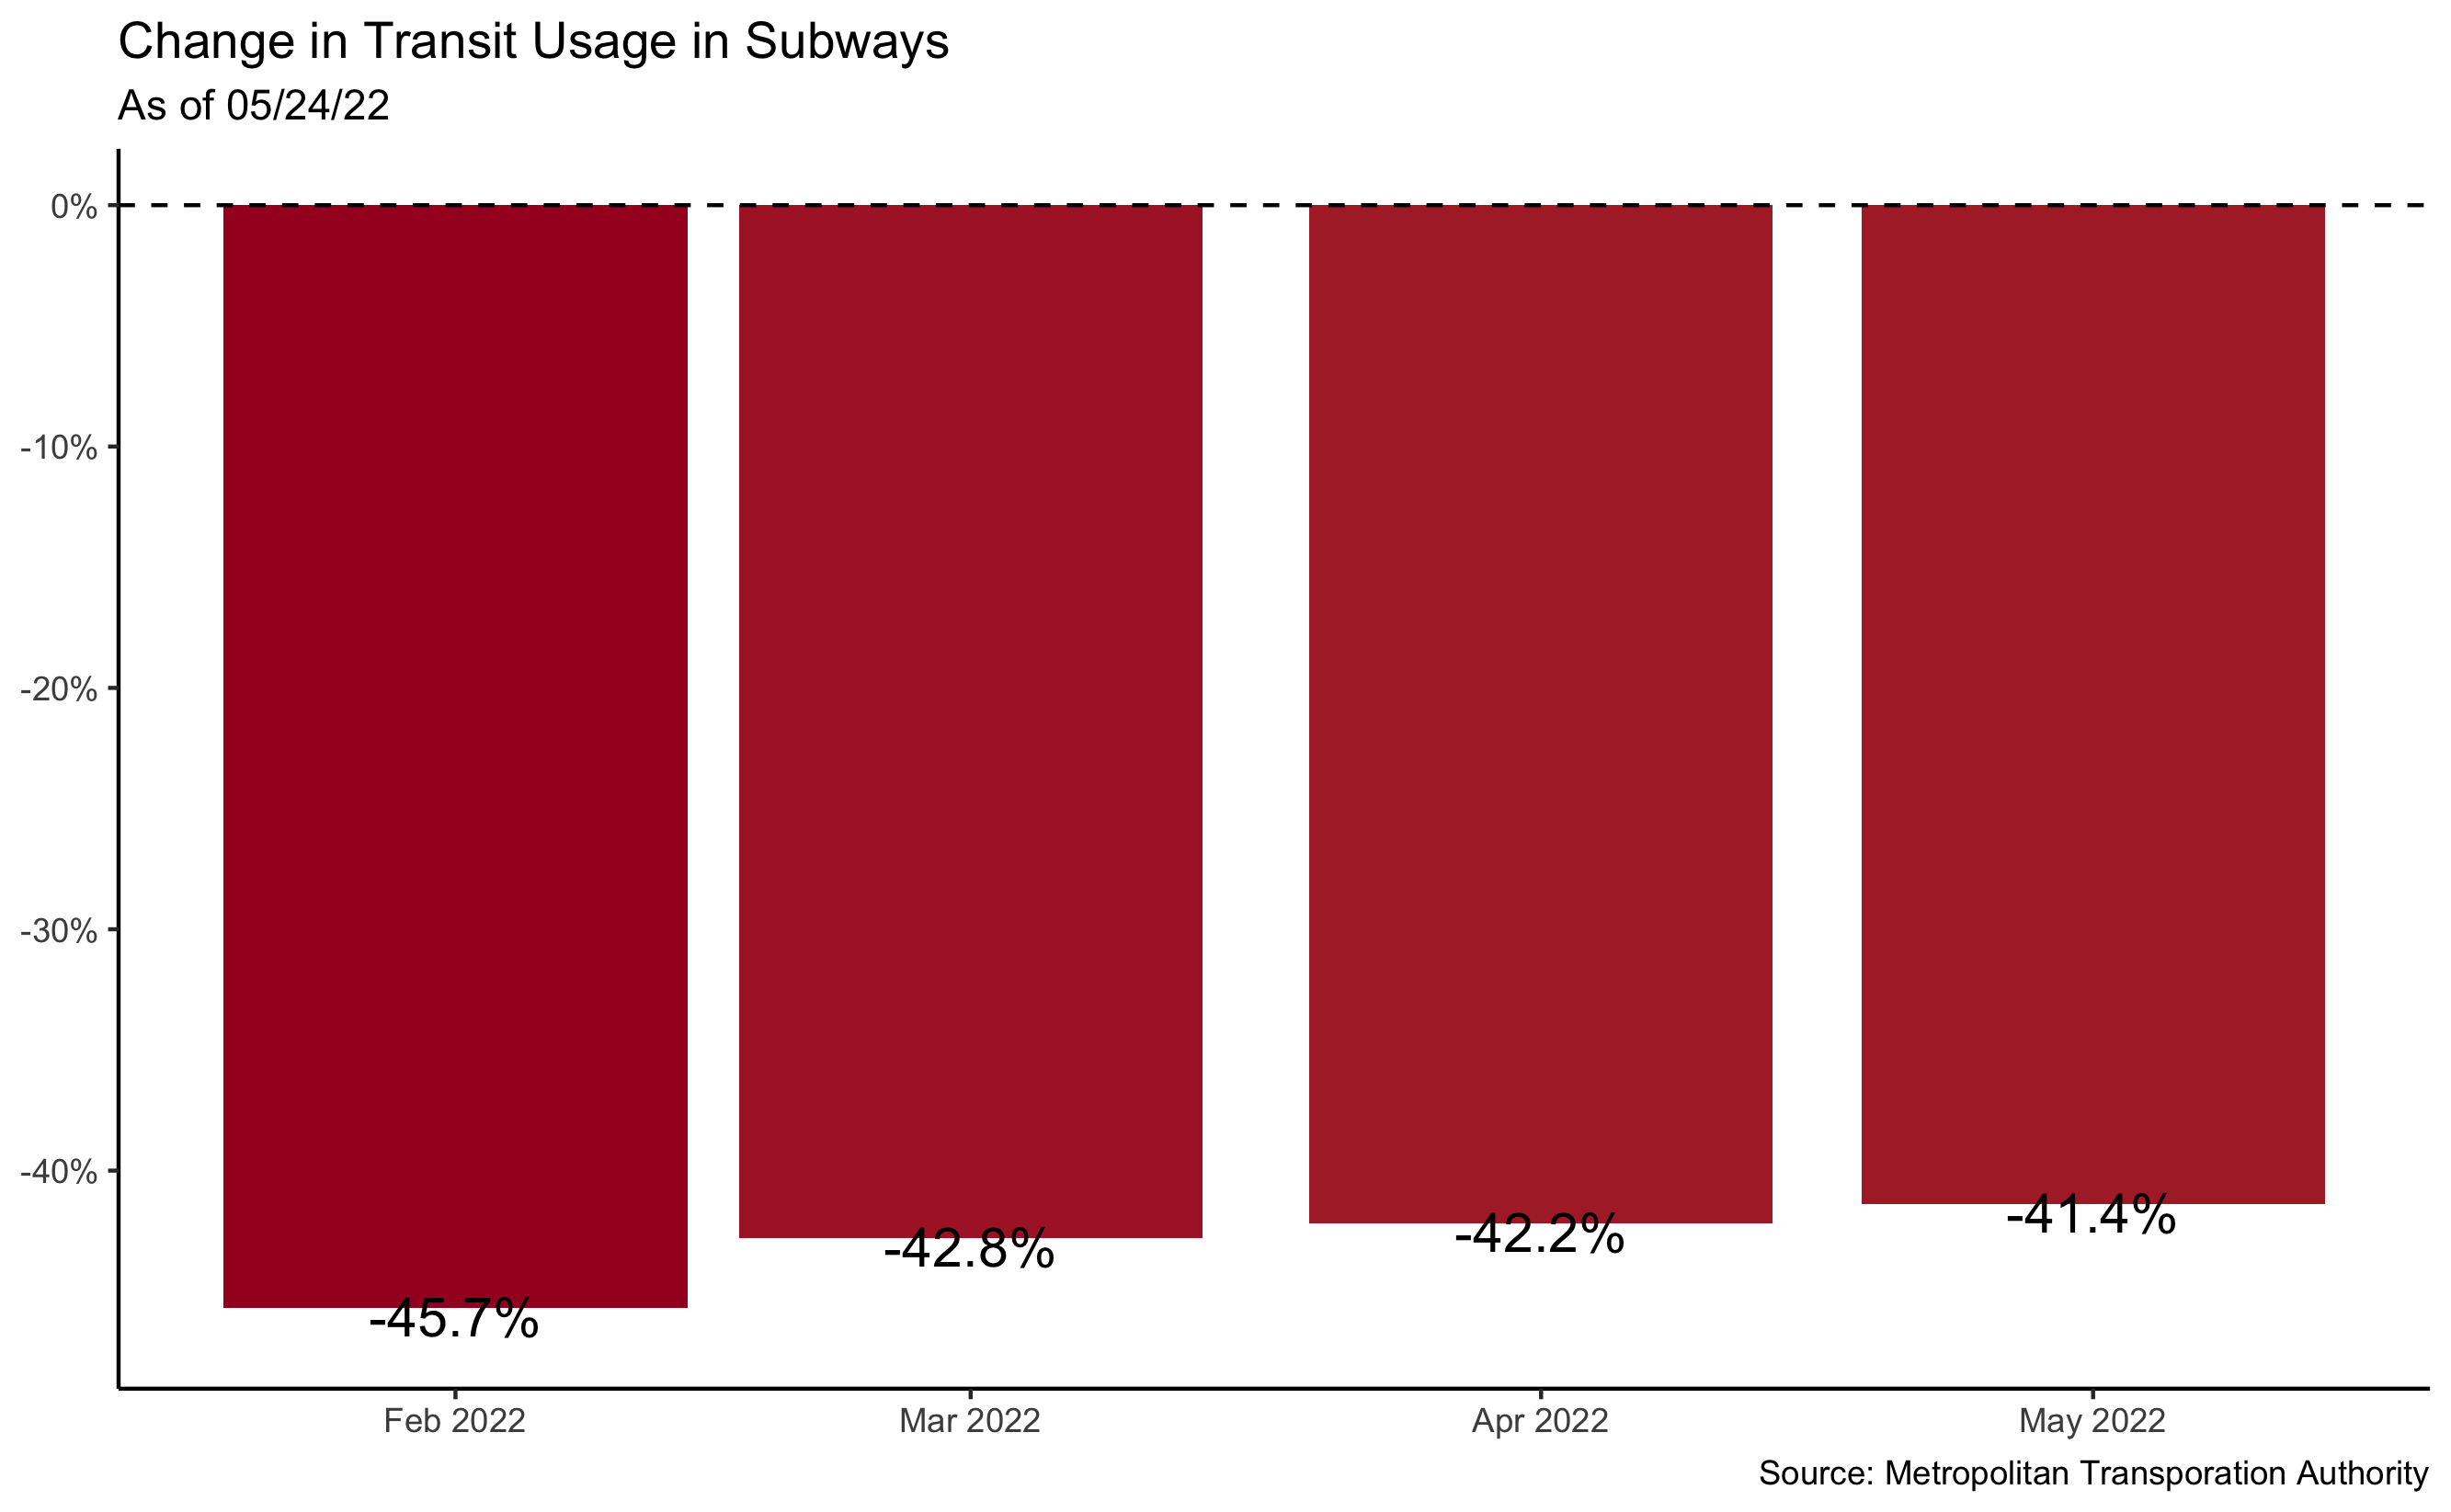 Change in Transit Usage in Subways
As of 05/24/22
0%
-10%
-20%
-30%
-40%
-45.7%
-42.8%
-42.2%
-41.4%
Feb 2022
Mar 2022
Apr 2022
May 2022
Source: Metropolitan Transporation Authority